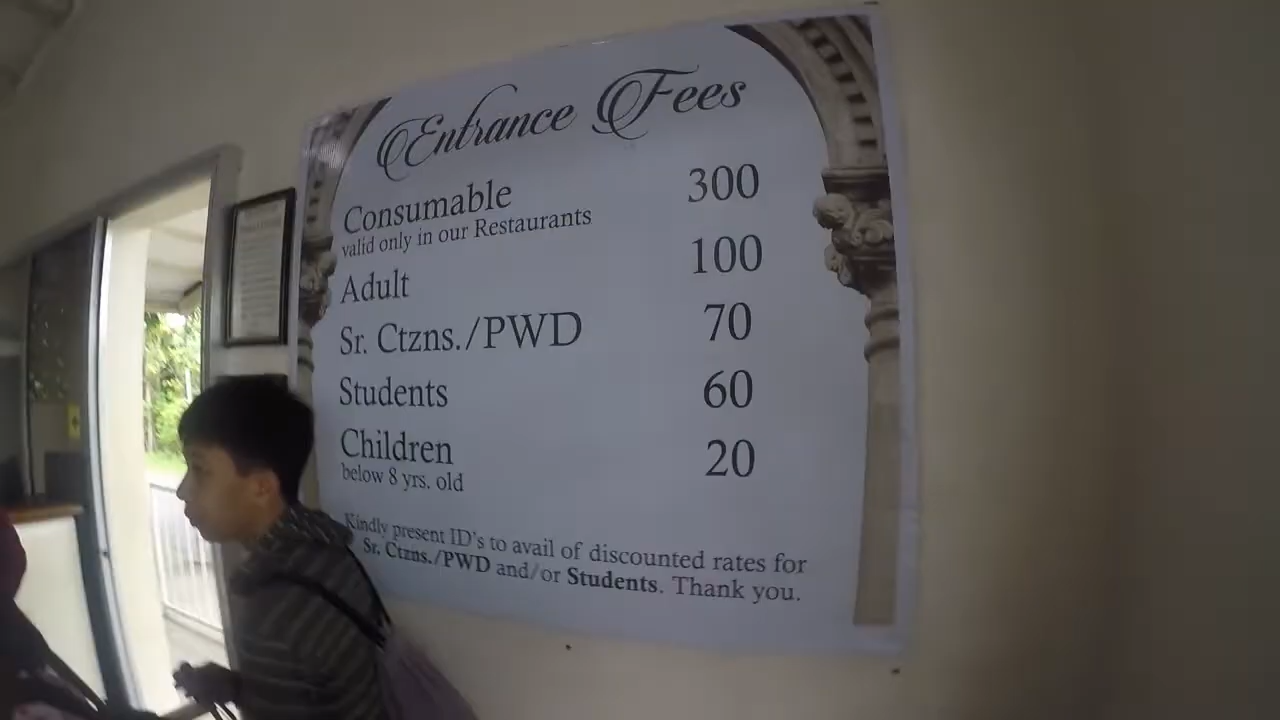 Entrance Fees
Consumable 300
valid only in our Restaurants
Adult 100
Sr. Ctzns./PWD 70
Students 60
Children 20
below 8 yrs. old
Kindly present ID's to avail of discounted rates for
Sr. Ctzns./PWD and/or Students. Thank you.